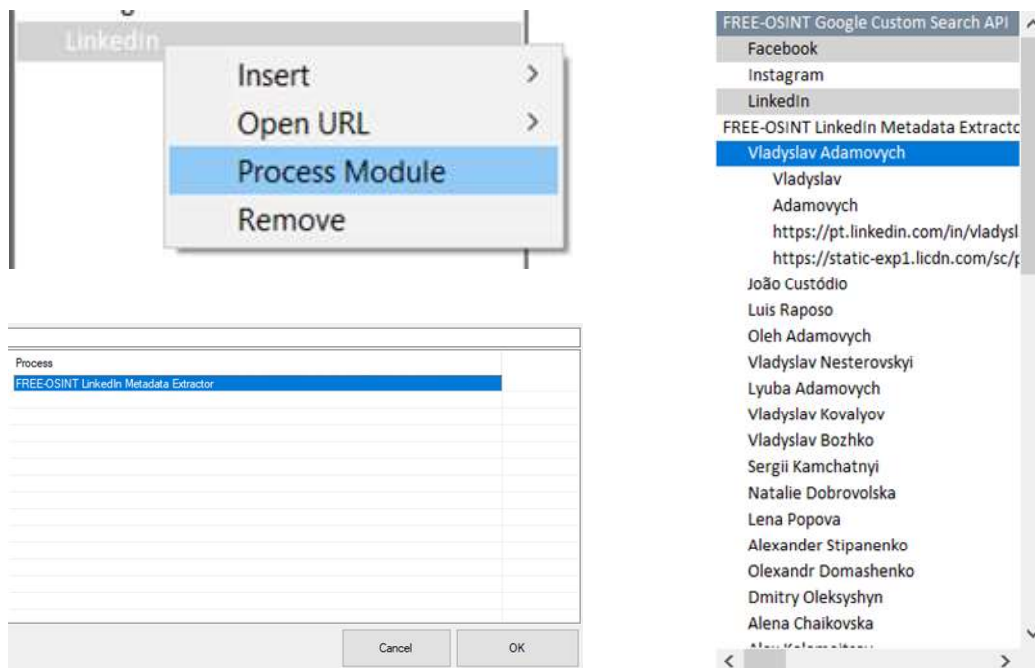 LinkedIn
Insert
Open URL
Process Module
Remove
Process
FREE-OSINT LinkedIn Metadata Extractor
Cancel
OK
FREE-OSINT Google Custom Search API
Facebook
Instagram
LinkedIn
FREE-OSINT LinkedIn Metadata Extractc
Vladyslav Adamovych
Vladyslav
Adamovych
https://pt.linkedin.com/in/vladysl
https://static-exp1.licdn.com/sc/p
João Custódio
Luis Raposo
Oleh Adamovych
Vladyslav Nesterovskyi
Lyuba Adamovych
Vladyslav Kovalyov
Vladyslav Bozhko
Sergii Kamchatnyi
Natalie Dobrovolska
Lena Popova
Alexander Stipanenko
Olexandr Domashenko
Dmitry Oleksyshyn
Alena Chaikovska